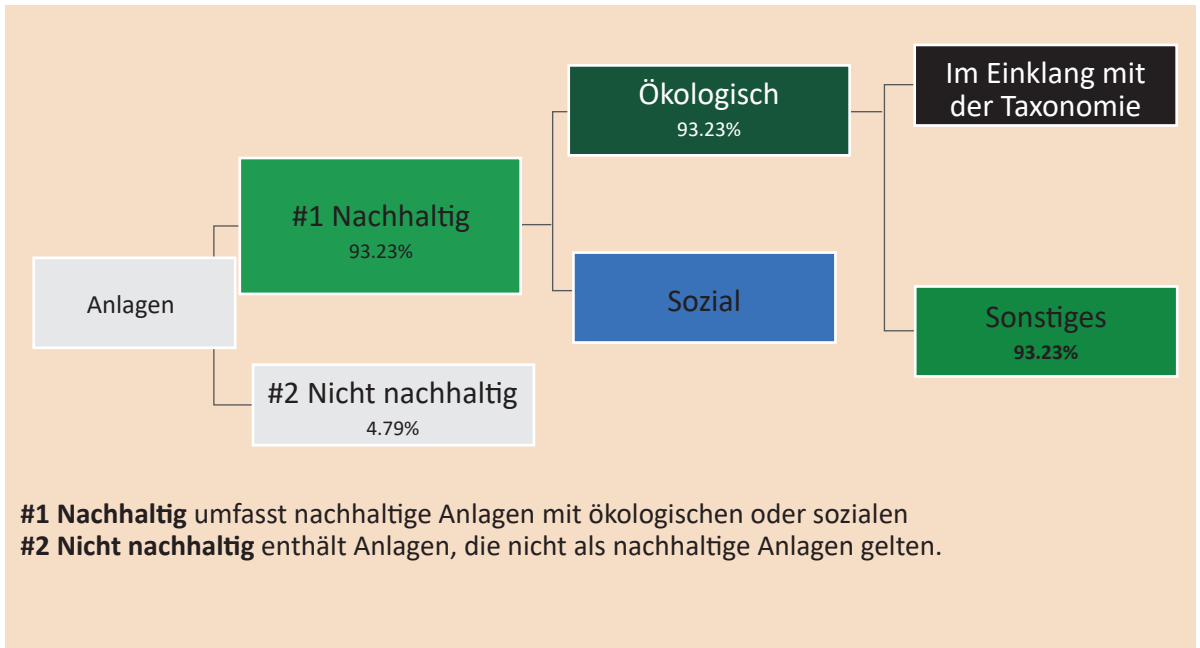 Anlagen
#1 Nachhaltig
93.23%
#2 Nicht nachhaltig
4.79%
Ökologisch
93.23%
Sozial
Im Einklang mit
der Taxonomie
Sonstiges
93.23%
#1 Nachhaltig umfasst nachhaltige Anlagen mit ökologischen oder sozialen
#2 Nicht nachhaltig enthält Anlagen, die nicht als nachhaltige Anlagen gelten.